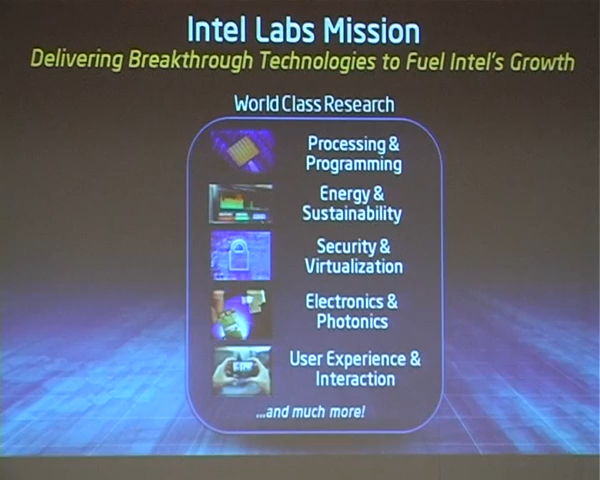 Intel Labs Mission
Delivering Breakthrough Technologies to Fuel Intel's Growth
World Class Research
Processing &
Programming
Energy &
Sustainability
Security &
Virtualization
Electronics &
Photonics
User Experience &
Interaction
...and much more!